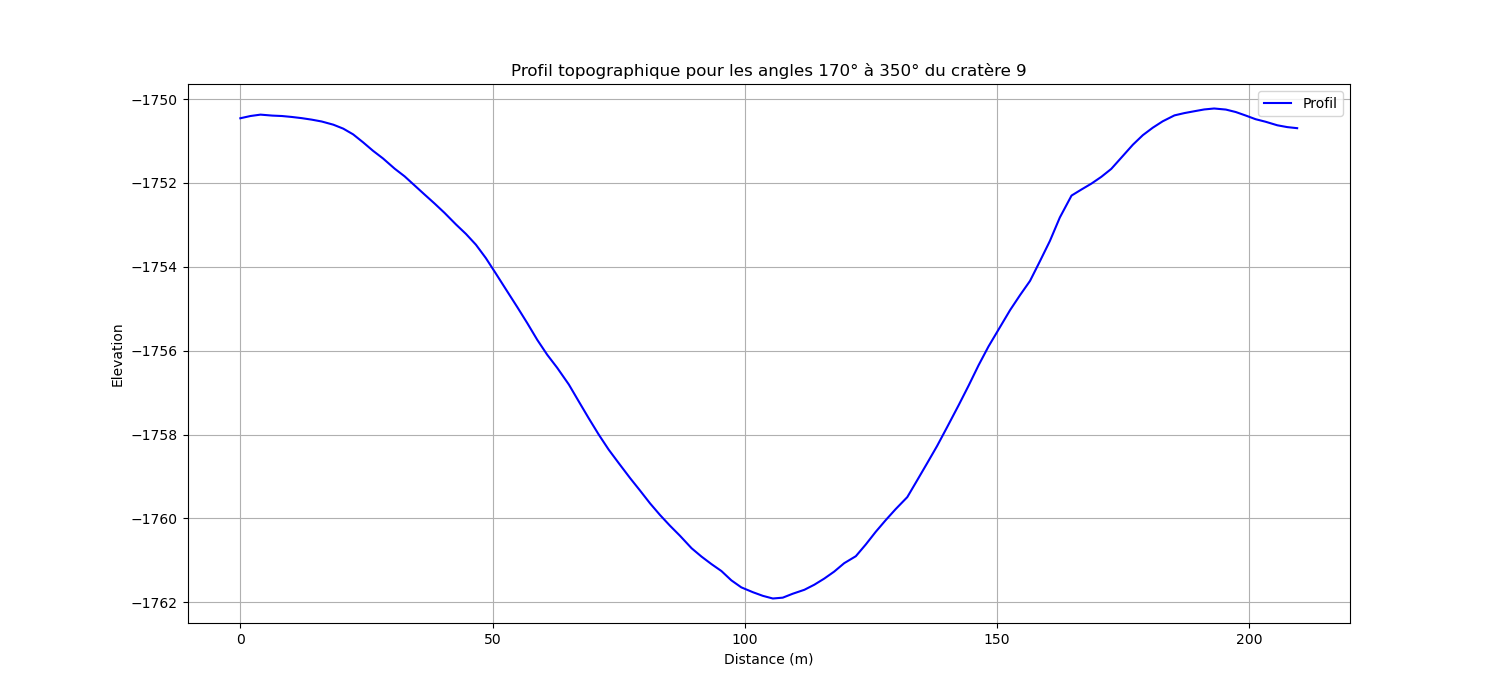 Profil topographique pour les angles 170° à 350° du cratère 9
Profil
−1750
−1752
−1754
−1756
−1758
−1760
−1762
Elevation
0 50 100 150 200
Distance (m)